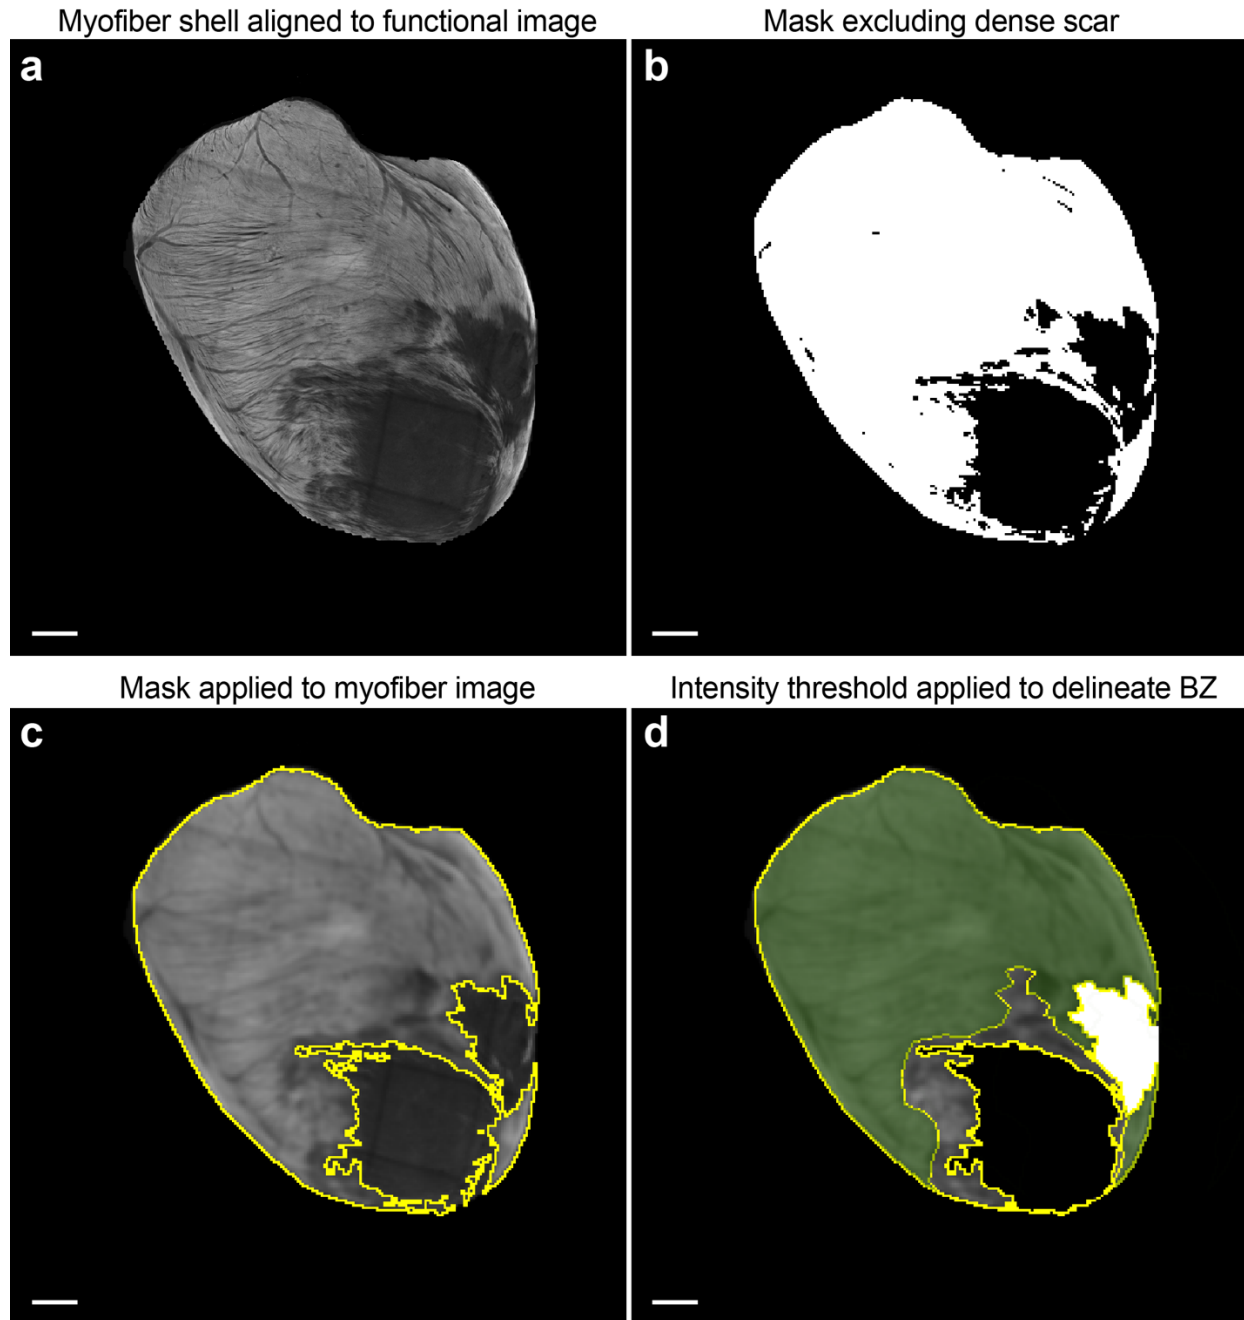 Myofiber shell aligned to functional image
Mask excluding dense scar
a
b
Mask applied to myofiber image
Intensity threshold applied to delineate BZ
c
d